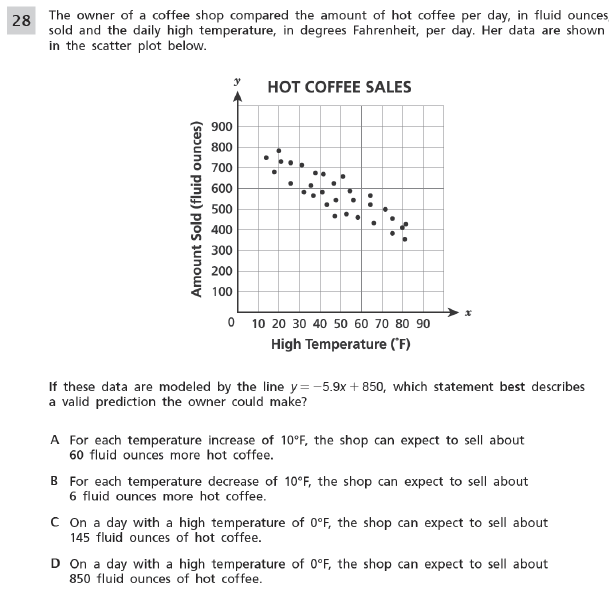 28 The owner of a coffee shop compared the amount of hot coffee per day, in fluid ounces,
sold and the daily high temperature, in degrees Fahrenheit, per day. Her data are shown
in the scatter plot below.
y
HOT COFFEE SALES
Amount Sold (fluid ounces)
900
800
700
600
500
400
300
200
100
0 10 20 30 40 50 60 70 80 90
x
High Temperature (°F)
If these data are modeled by the line y = −5.9x + 850, which statement best describes
a valid prediction the owner could make?
A For each temperature increase of 10°F, the shop can expect to sell about
60 fluid ounces more hot coffee.
B For each temperature decrease of 10°F, the shop can expect to sell about
6 fluid ounces more hot coffee.
C On a day with a high temperature of 0°F, the shop can expect to sell about
145 fluid ounces of hot coffee.
D On a day with a high temperature of 0°F, the shop can expect to sell about
850 fluid ounces of hot coffee.